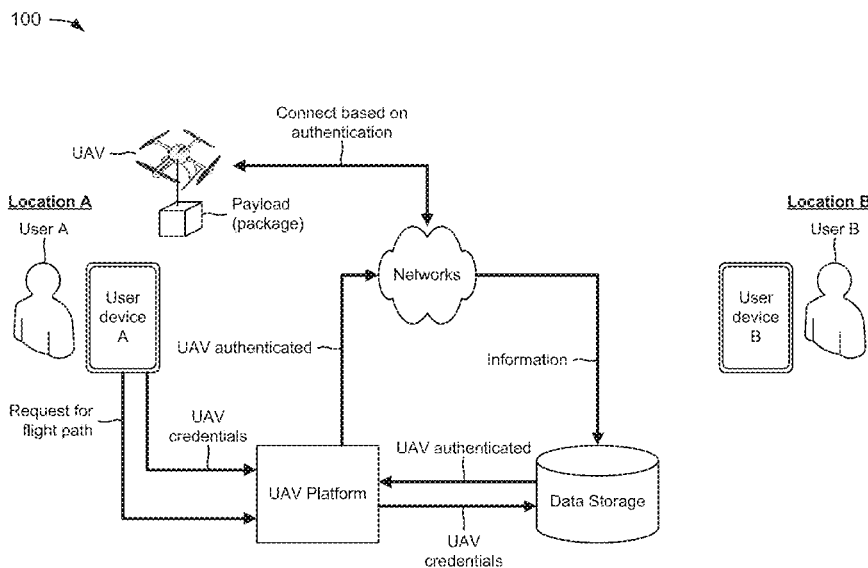 100
Connect based on
authentication
UAV
Payload
(package)
Location A
User A
Location B
User B
Networks
User
device
A
User
device
B
UAV authenticated
Information
Request for
flight path
UAV
credentials
UAV authenticated
UAV Platform
Data Storage
UAV
credentials